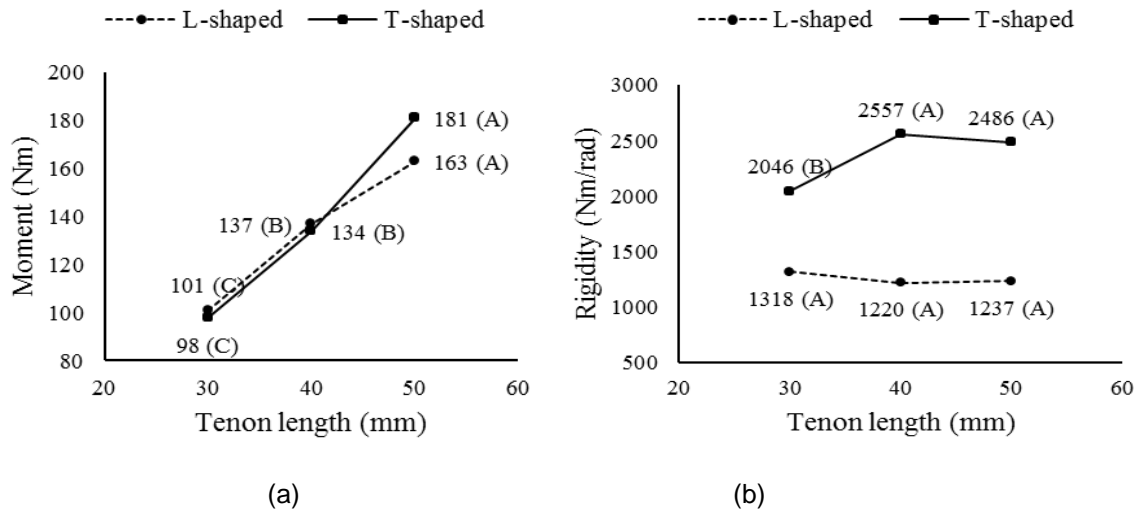 L-shaped T-shaped
Moment (Nm)
200
180
160
140
120
100
80
181 (A)
163 (A)
137 (B)
134 (B)
101 (C)
98 (C)
20 30 40 50 60
Tenon length (mm)
(a)
L-shaped T-shaped
Rigidity (Nm/rad)
3000
2500
2000
1500
1000
500
2557 (A)
2486 (A)
2046 (B)
1318 (A)
1220 (A)
1237 (A)
20 30 40 50 60
Tenon length (mm)
(b)